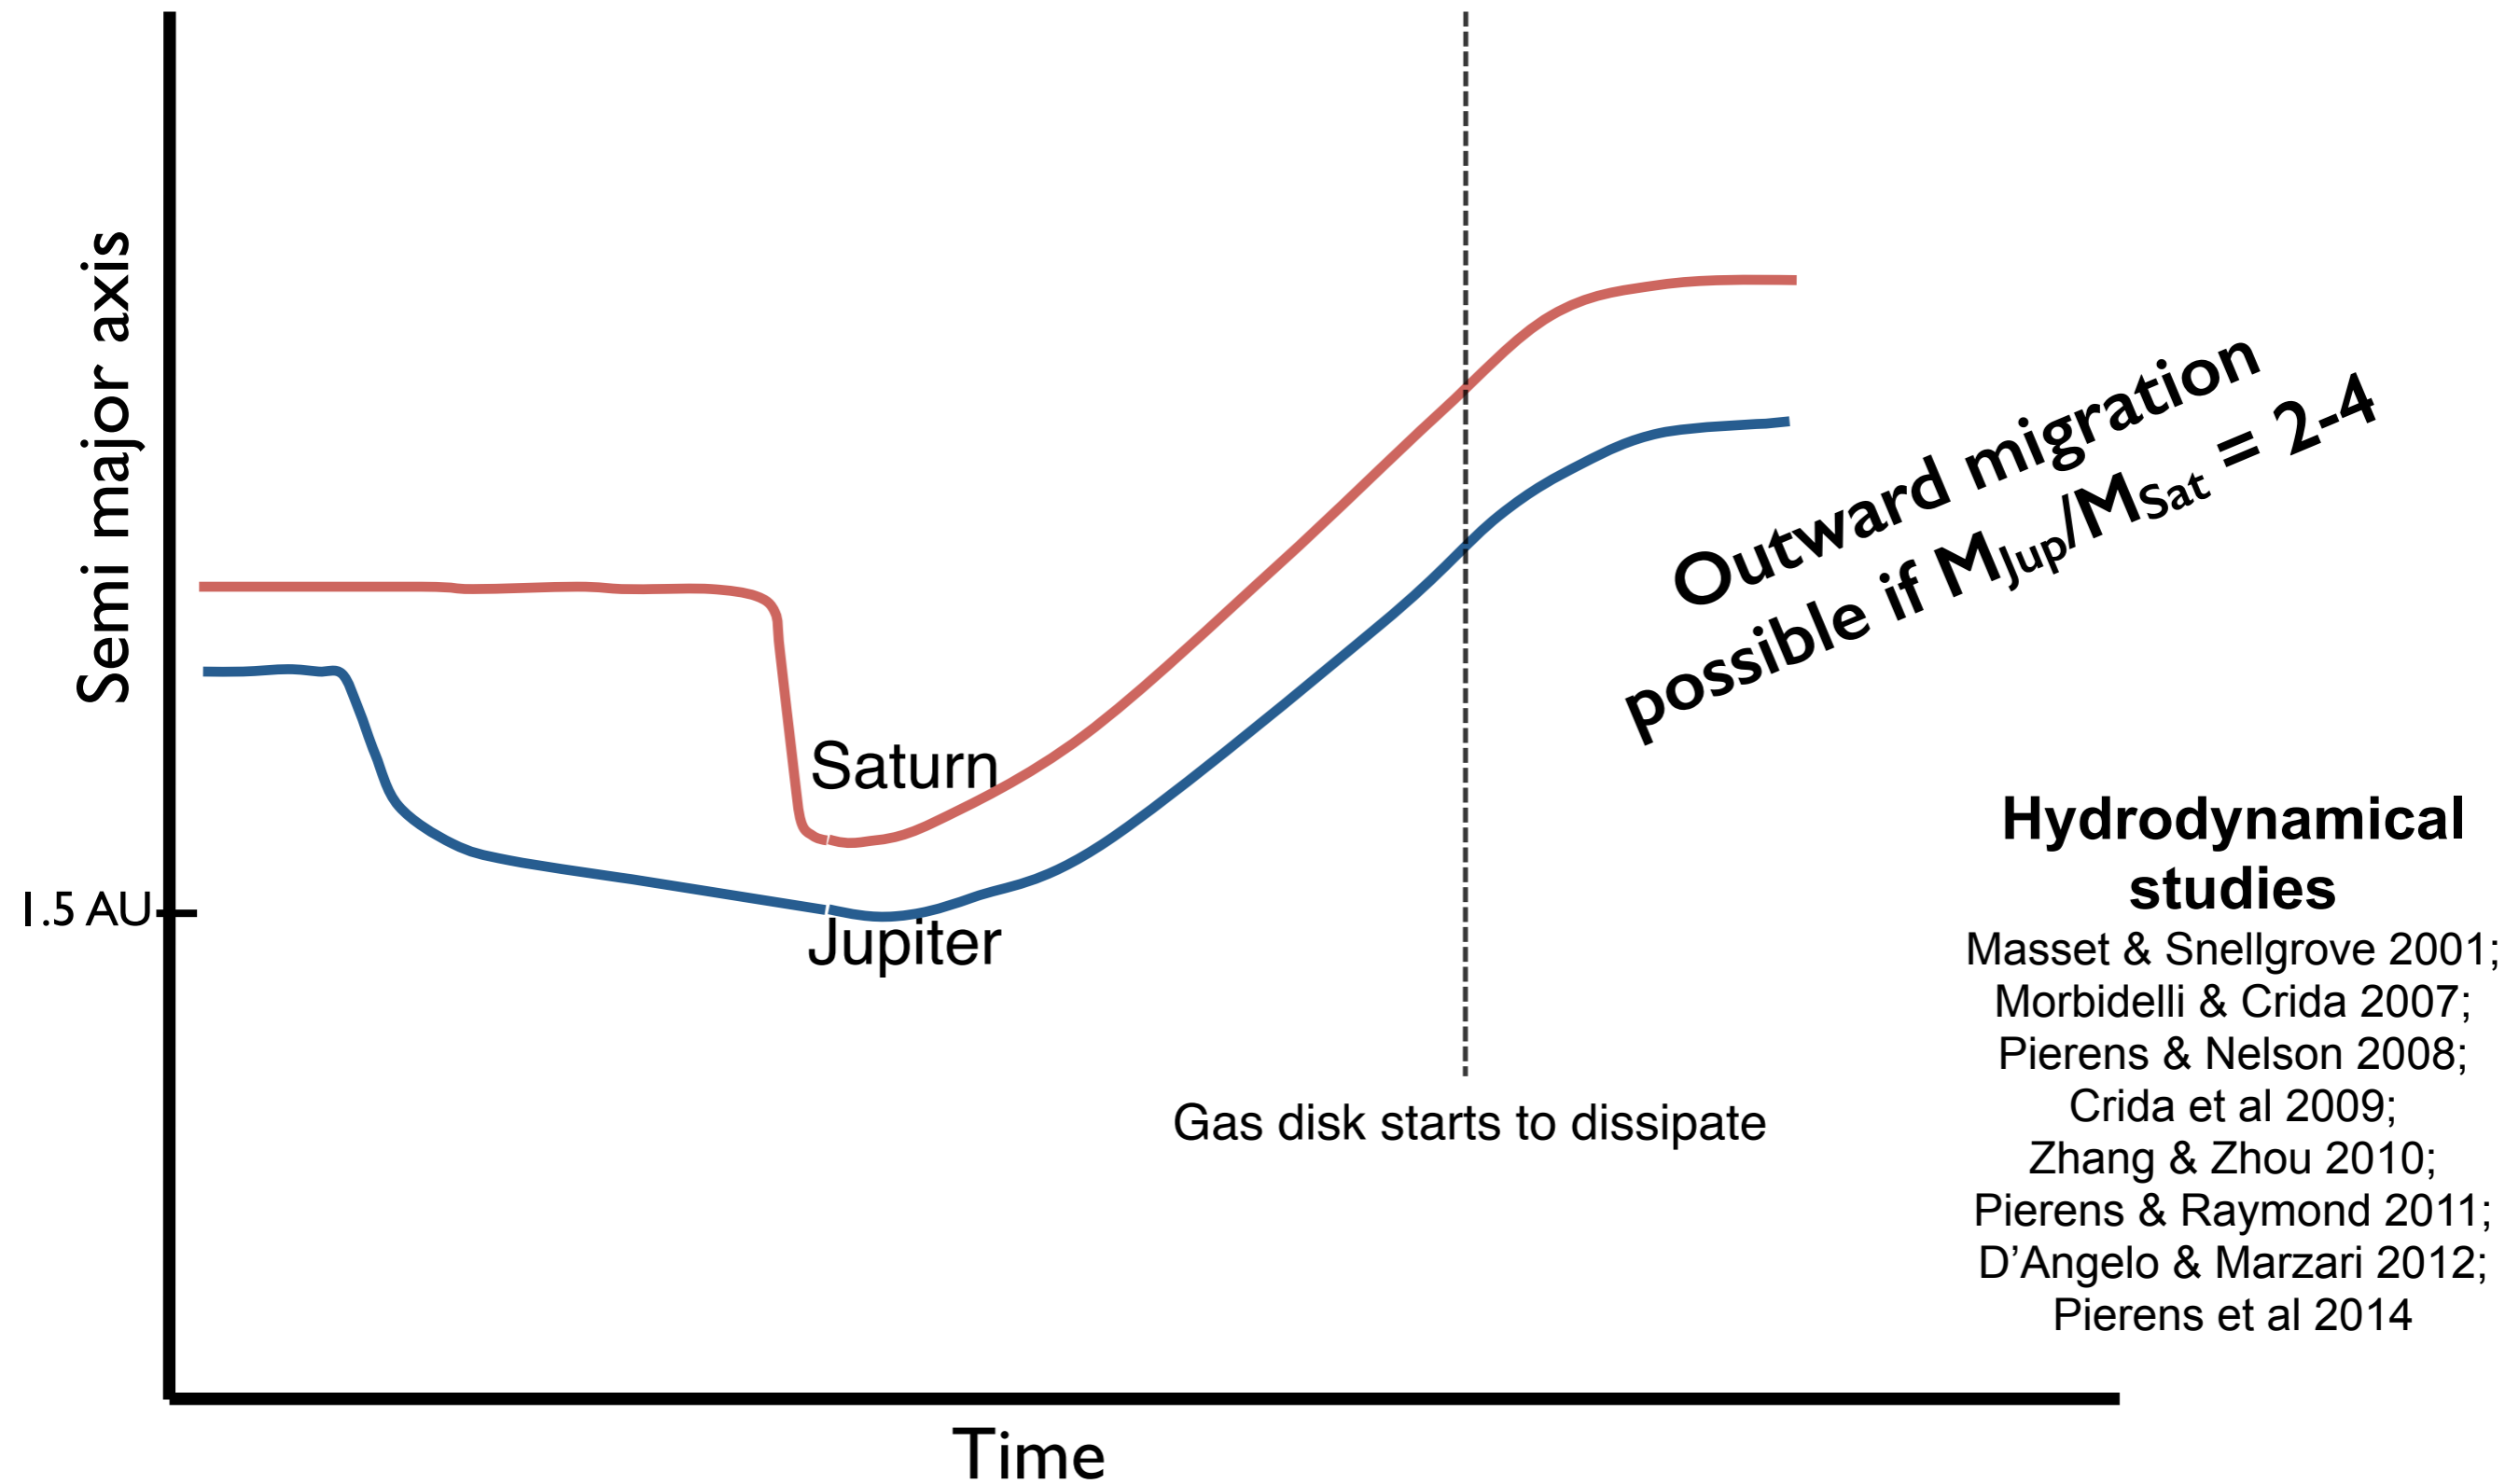 Semi major axis
Outward migration
possible if MJup/MSat = 2-4
Saturn
1.5 AU
Jupiter
Gas disk starts to dissipate
Time
Hydrodynamical
studies
Masset & Snellgrove 2001;
Morbidelli & Crida 2007;
Pierens & Nelson 2008;
Crida et al 2009;
Zhang & Zhou 2010;
Pierens & Raymond 2011;
D’Angelo & Marzari 2012;
Pierens et al 2014